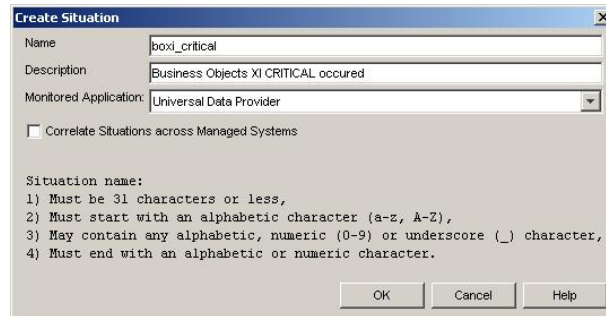 Create Situation
Name
boxi_critical
Description
Business Objects XI CRITICAL occured
Monitored Application:
Universal Data Provider
Correlate Situations across Managed Systems
Situation name:
1) Must be 31 characters or less,
2) Must start with an alphabetic character (a-z, A-Z),
3) May contain any alphabetic, numeric (0-9) or underscore (_) character,
4) Must end with an alphabetic or numeric character.
OK
Cancel
Help